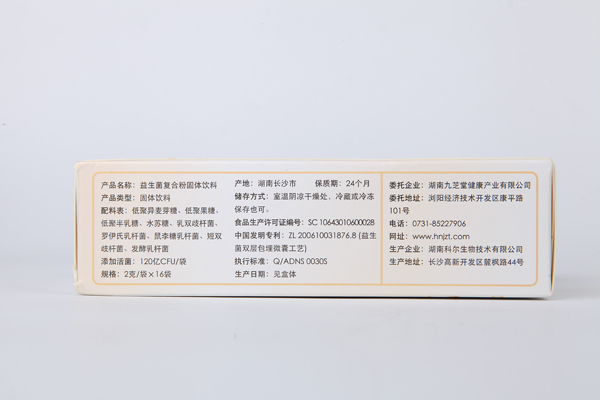 产品名称：益生菌复合粉固体饮料
产品类型：固体饮料
配料表：低聚异麦芽糖、低聚果糖、
低聚半乳糖、水苏糖、乳双歧杆菌、
罗伊氏乳杆菌、鼠李糖乳杆菌、短双
歧杆菌、发酵乳杆菌
添加活菌：120亿CFU/袋
规格：2克/袋×16袋
产地：湖南长沙市 保质期：24个月
储存方式：室温阴凉干燥处、冷藏或冷冻
保存也可。
食品生产许可证编号：SC 10643010600028
中国发明专利：ZL 200610031876.8 (益生
菌双层包埋微囊工艺)
执行标准：Q/ADNS 0030S
生产日期：见盒体
委托企业：湖南九芝堂健康产业有限公司
委托地址：浏阳经济技术开发区康平路
101号
电话：0731-85227906
网址：www.hnjzt.com
生产企业：湖南科尔生物技术有限公司
生产地址：长沙高新开发区麓枫路44号